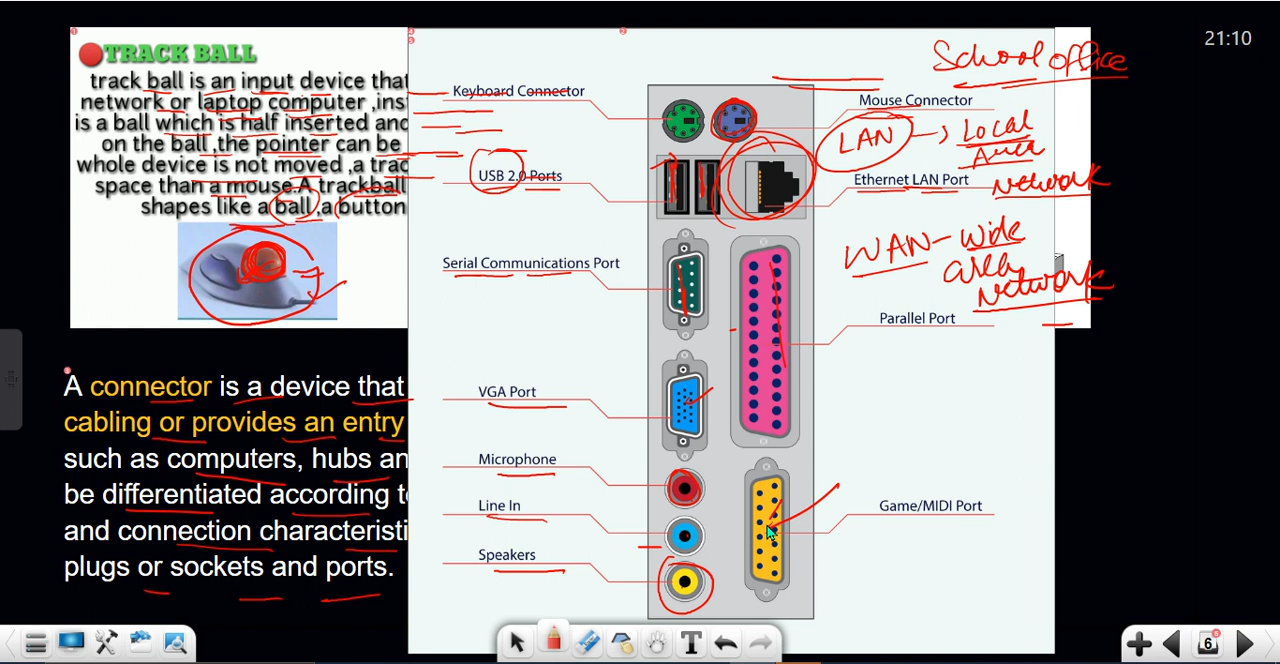 21:10
TRACK BALL
track ball is an input device that
network or laptop computer ,ins
is a ball which is half inserted and
on the ball ,the pointer can be
whole device is not moved ,a trac
space than a mouse.A trackball
shapes like a ball ,a button
A connector is a device that
cabling or provides an entry
such as computers, hubs an
be differentiated according to
and connection characteristi
plugs or sockets and ports.
Keyboard Connector
USB 2.0 Ports
Serial Communications Port
VGA Port
Microphone
Line In
Speakers
School office
Mouse Connector
LAN → Local
Area
Network
Ethernet LAN Port
WAN - Wide
area
Network
Parallel Port
Game/MIDI Port
T
6